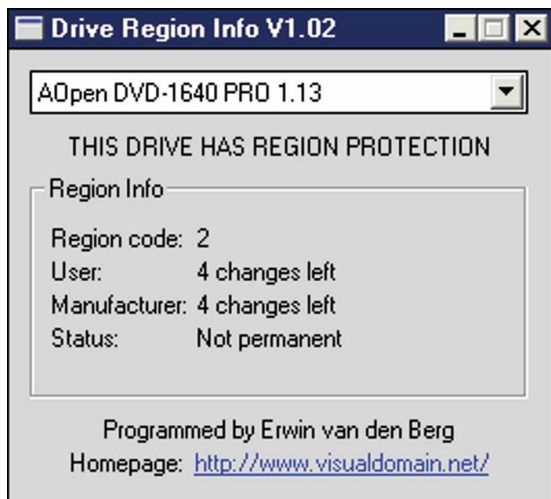 Drive Region Info V1.02
AOpen DVD-1640 PRO 1.13
THIS DRIVE HAS REGION PROTECTION
Region Info
Region code: 2
User: 4 changes left
Manufacturer: 4 changes left
Status: Not permanent
Programmed by Erwin van den Berg
Homepage: http://www.visualdomain.net/